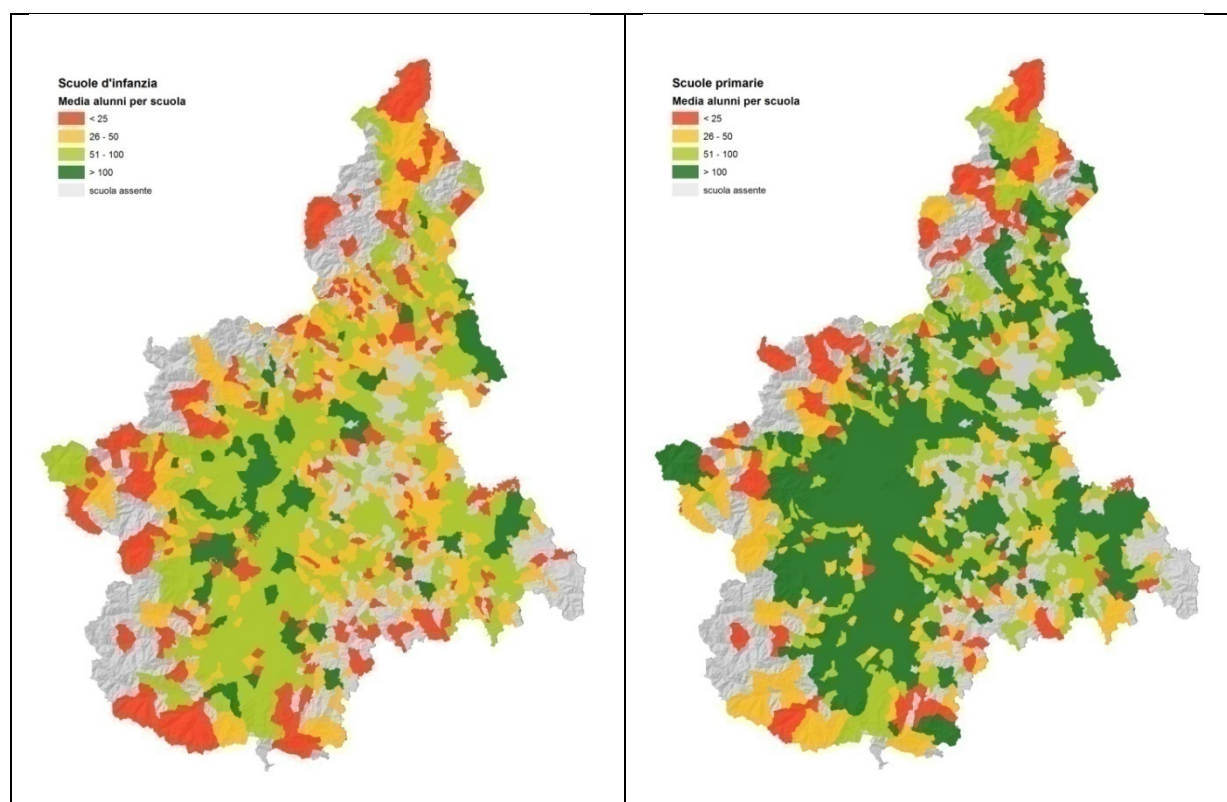 Scuole d'infanzia
Media alunni per scuola
< 25
26 - 50
51 - 100
> 100
scuola assente
Scuole primarie
Media alunni per scuola
< 25
26 - 50
51 - 100
> 100
scuola assente